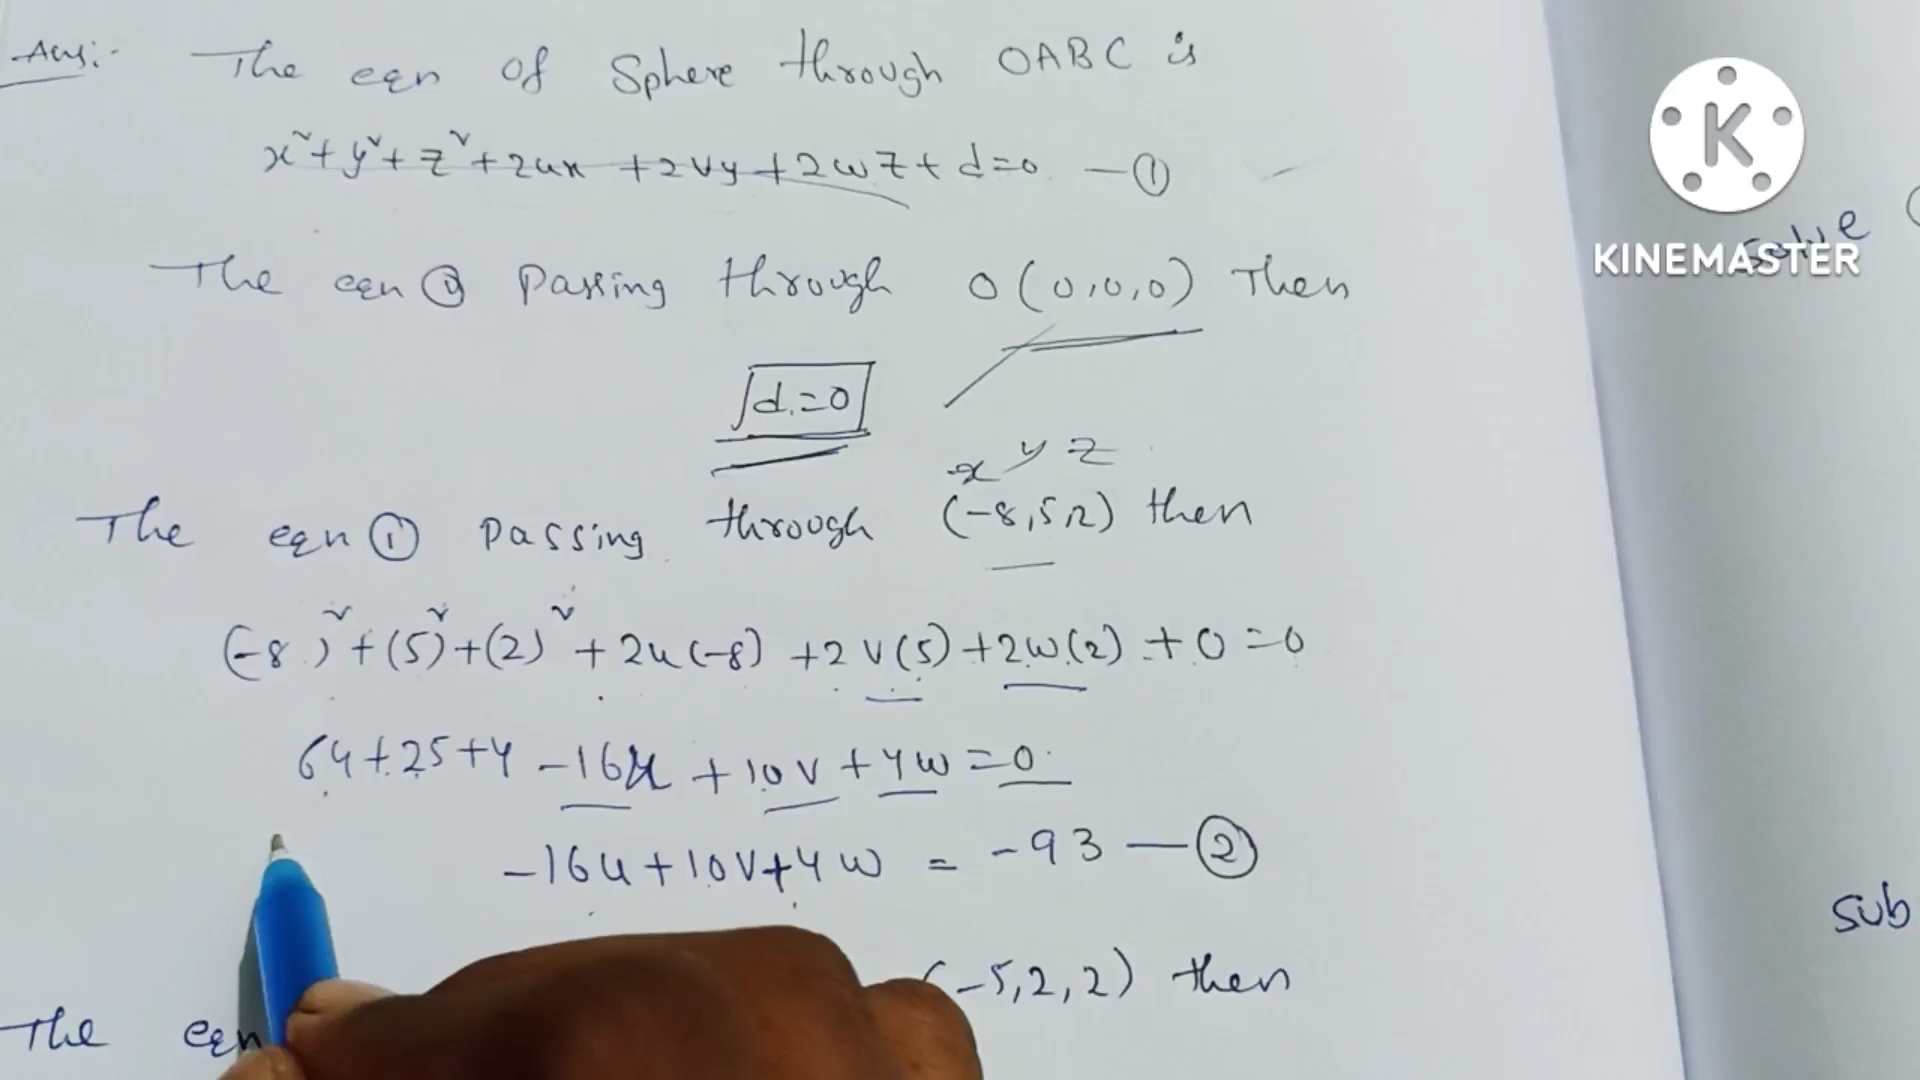 Ans:- The eqn of Sphere through OABC is
x²+y²+z²+2ux+2vy+2wz+d=0 —①
The eqn ① Passing through O(0,0,0) Then
d=0
x y z
The eqn ① Passing through (-8,5,2) then
(-8)²+(5)²+(2)²+2u(-8)+2v(5)+2w(2)+0=0
64+25+4-16u+10v+4w=0
-16u+10v+4w = -93 —②
(-5,2,2) then
The eqn
K
KINEMASTER
solve
sub